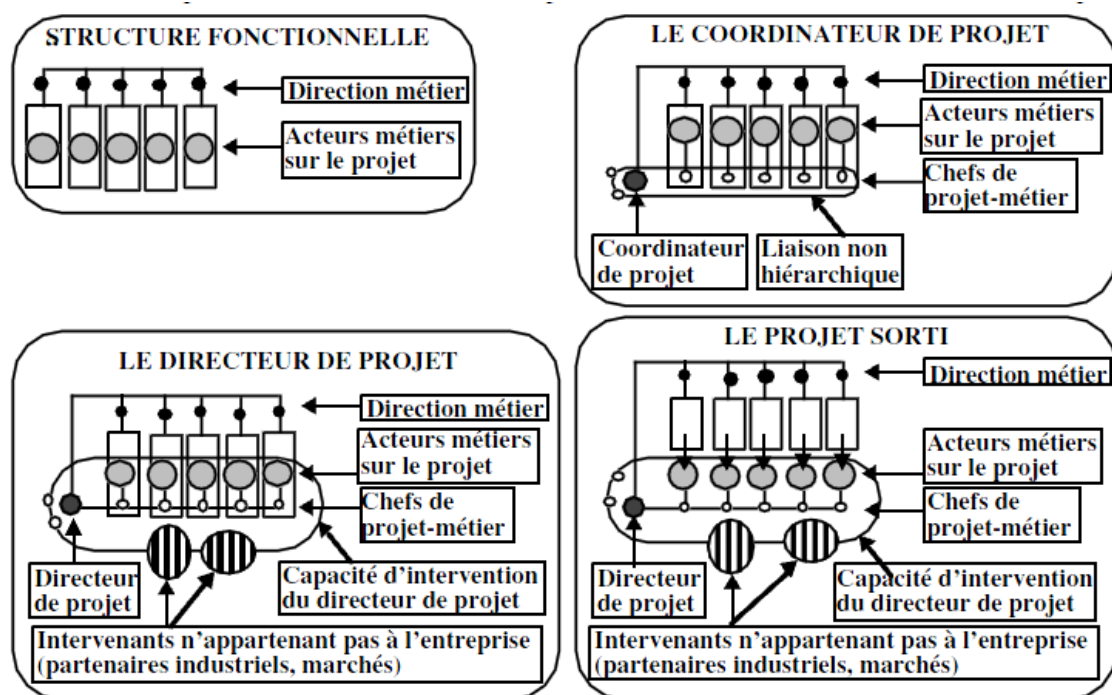 STRUCTURE FONCTIONNELLE
Direction métier
Acteurs métiers
sur le projet
LE COORDINATEUR DE PROJET
Direction métier
Acteurs métiers
sur le projet
Chefs de
projet-métier
Coordinateur
de projet
Liaison non
hiérarchique
LE DIRECTEUR DE PROJET
Direction métier
Acteurs métiers
sur le projet
Chefs de
projet-métier
Directeur
de projet
Capacité d'intervention
du directeur de projet
Intervenants n'appartenant pas à l'entreprise
(partenaires industriels, marchés)
LE PROJET SORTI
Direction métier
Acteurs métiers
sur le projet
Chefs de
projet-métier
Directeur
de projet
Capacité d'intervention
du directeur de projet
Intervenants n'appartenant pas à l'entreprise
(partenaires industriels, marchés)